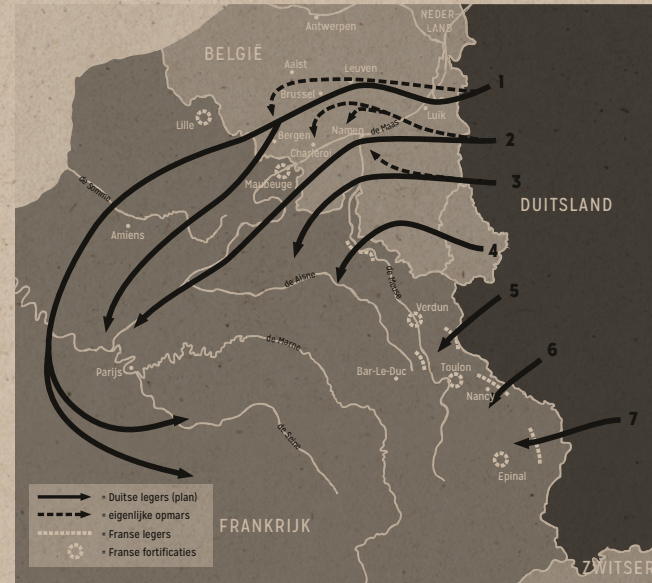 NEDER-
LAND
Antwerpen
BELGIË
Aalst
Leuven
1
Brussel
Luik
Lille
Bergen
Namen
de Maas
2
Charleroi
Maubeuge
3
de Somme
DUITSLAND
Amiens
4
de Aisne
de Meuse
5
Verdun
de Marne
6
Parijs
Bar-Le-Duc
Toulon
Nancy
7
de Seine
Epinal
▪ Duitse legers (plan)
▪ eigenlijke opmars
▪ Franse legers
▪ Franse fortificaties
FRANKRIJK
ZWITSER